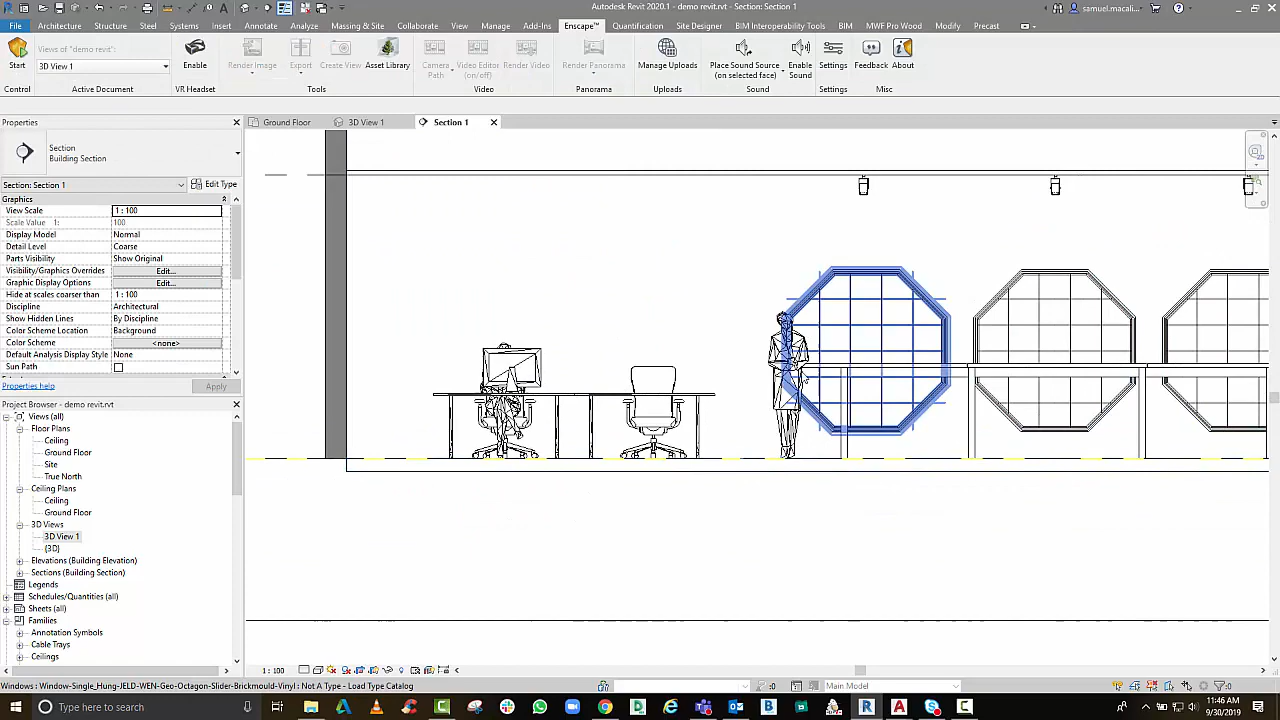 Autodesk Revit 2020.1 - demo revit.rvt - Section: Section 1
samuel.macali...
File Architecture Structure Steel Systems Insert Annotate Analyze Massing & Site Collaborate View Manage Add-Ins Enscape™ Quantification Site Designer BIM Interoperability Tools BIM MWF Pro Wood Modify Precast
Views of "demo revit.rvt":
3D View 1
Start Enable Render Image Export Create View Asset Library Camera Path Video Editor (on/off) Render Video Render Panorama Manage Uploads Place Sound Source (on selected face) Enable Sound Settings Feedback About
Control Active Document VR Headset Tools Video Panorama Uploads Sound Settings Misc
Properties
Ground Floor 3D View 1 Section 1
Section
Building Section
Section: Section 1 Edit Type
Graphics
View Scale 1 : 100
Scale Value 1: 100
Display Model Normal
Detail Level Coarse
Parts Visibility Show Original
Visibility/Graphics Overrides Edit...
Graphic Display Options Edit...
Hide at scales coarser than 1 : 100
Discipline Architectural
Show Hidden Lines By Discipline
Color Scheme Location Background
Color Scheme <none>
Default Analysis Display Style None
Sun Path
Properties help Apply
Project Browser - demo revit.rvt
Views (all)
Floor Plans
Ceiling
Ground Floor
Site
True North
Ceiling Plans
Ceiling
Ground Floor
3D Views
3D View 1
{3D}
Elevations (Building Elevation)
Sections (Building Section)
Legends
Schedules/Quantities (all)
Sheets (all)
Families
Annotation Symbols
Cable Trays
Ceilings
1 : 100
Windows : Window-Single_Hung-JELD-WEN-Geo-Octagon-Slider-Brickmould-Vinyl : Not A Type - Load Type Catalog
:0 Main Model :0
Type here to search
11:46 AM
9/30/2019